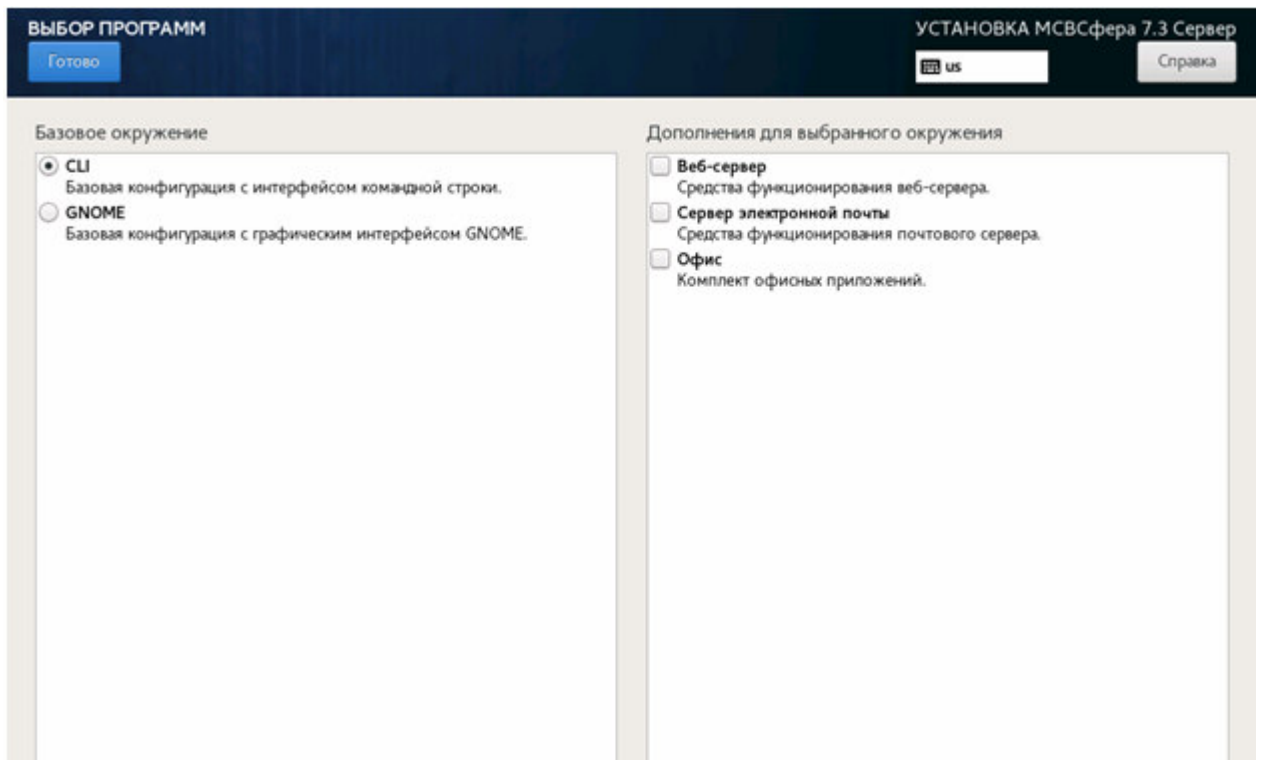 ВЫБОР ПРОГРАММ
Готово
УСТАНОВКА МСВСфера 7.3 Сервер
us
Справка
Базовое окружение
CLI
Базовая конфигурация с интерфейсом командной строки.
GNOME
Базовая конфигурация с графическим интерфейсом GNOME.
Дополнения для выбранного окружения
Веб-сервер
Средства функционирования веб-сервера.
Сервер электронной почты
Средства функционирования почтового сервера.
Офис
Комплект офисных приложений.